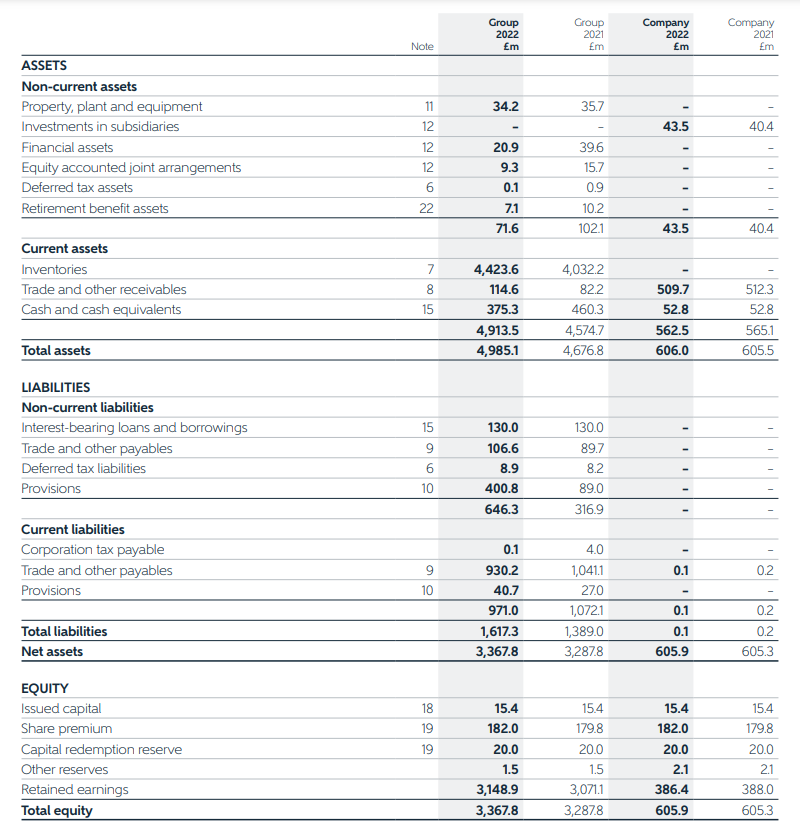 Group Group Company Company
2022 2021 2022 2021
Note £m £m £m £m
ASSETS
Non-current assets
Property, plant and equipment 11 34.2 35.7 – –
Investments in subsidiaries 12 – – 43.5 40.4
Financial assets 12 20.9 39.6 – –
Equity accounted joint arrangements 12 9.3 15.7 – –
Deferred tax assets 6 0.1 0.9 – –
Retirement benefit assets 22 7.1 10.2 – –
71.6 102.1 43.5 40.4
Current assets
Inventories 7 4,423.6 4,032.2 – –
Trade and other receivables 8 114.6 82.2 509.7 512.3
Cash and cash equivalents 15 375.3 460.3 52.8 52.8
4,913.5 4,574.7 562.5 565.1
Total assets 4,985.1 4,676.8 606.0 605.5
LIABILITIES
Non-current liabilities
Interest-bearing loans and borrowings 15 130.0 130.0 – –
Trade and other payables 9 106.6 89.7 – –
Deferred tax liabilities 6 8.9 8.2 – –
Provisions 10 400.8 89.0 – –
646.3 316.9 – –
Current liabilities
Corporation tax payable 0.1 4.0 – –
Trade and other payables 9 930.2 1,041.1 0.1 0.2
Provisions 10 40.7 27.0 – –
971.0 1,072.1 0.1 0.2
Total liabilities 1,617.3 1,389.0 0.1 0.2
Net assets 3,367.8 3,287.8 605.9 605.3
EQUITY
Issued capital 18 15.4 15.4 15.4 15.4
Share premium 19 182.0 179.8 182.0 179.8
Capital redemption reserve 19 20.0 20.0 20.0 20.0
Other reserves 1.5 1.5 2.1 2.1
Retained earnings 3,148.9 3,071.1 386.4 388.0
Total equity 3,367.8 3,287.8 605.9 605.3